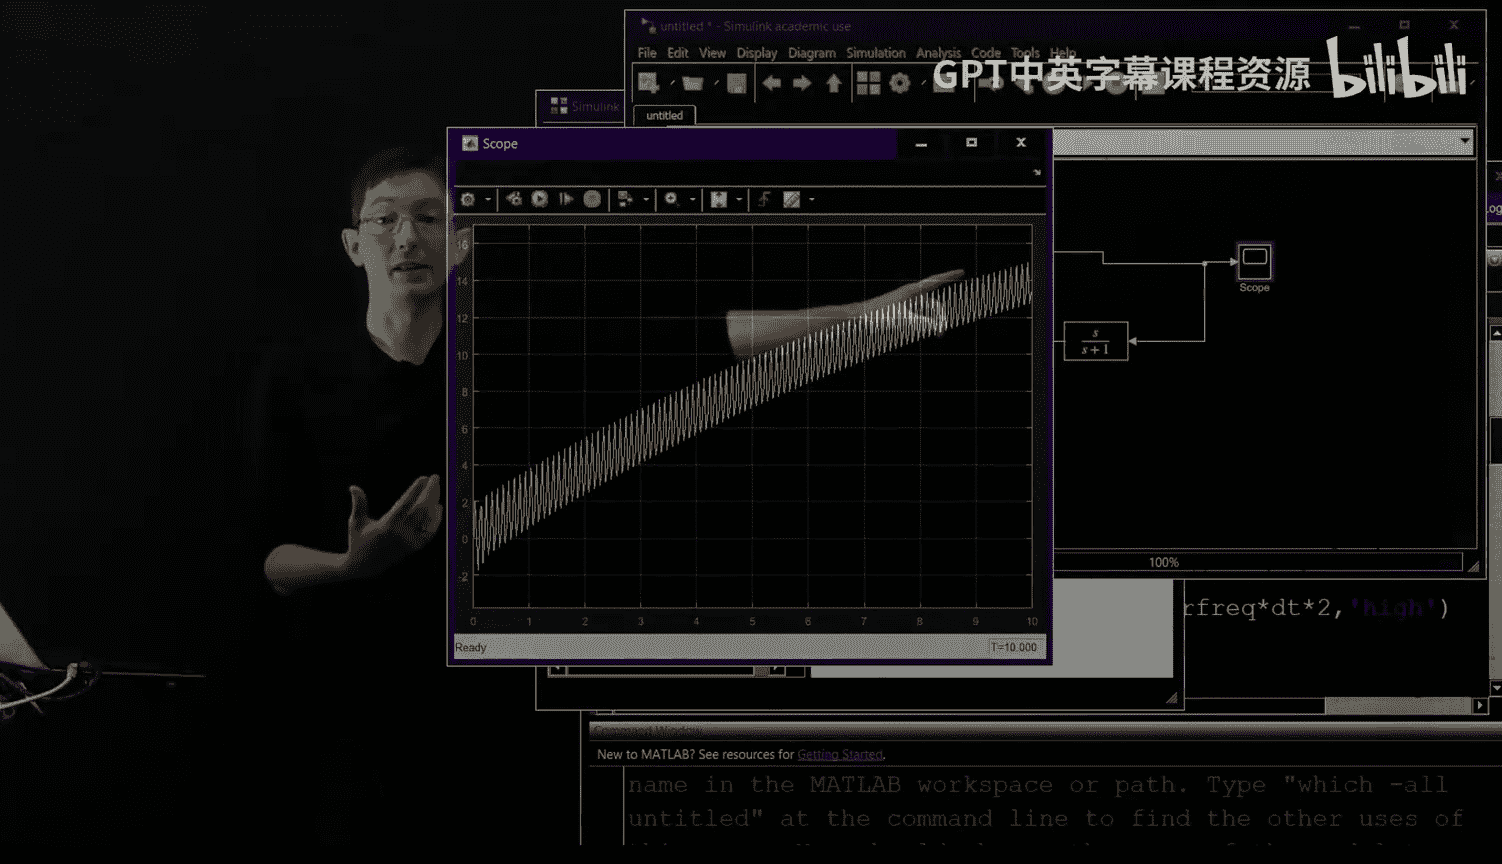 untitled * - Simulink academic use
File Edit View Display Diagram Simulation Analysis Code Tools Help
GPT中英字幕课程资源 bilibili
Simulink
untitled
Scope
16
14
12
10
8
6
4
2
0
-2
0 1 2 3 4 5 6 7 8 9 10
Ready T=10.000
Scope
s
s+1
100%
rfreq*dt*2,'high')
Command Window
New to MATLAB? See resources for Getting Started.
name in the MATLAB workspace or path. Type "which -all
untitled" at the command line to find the other uses of